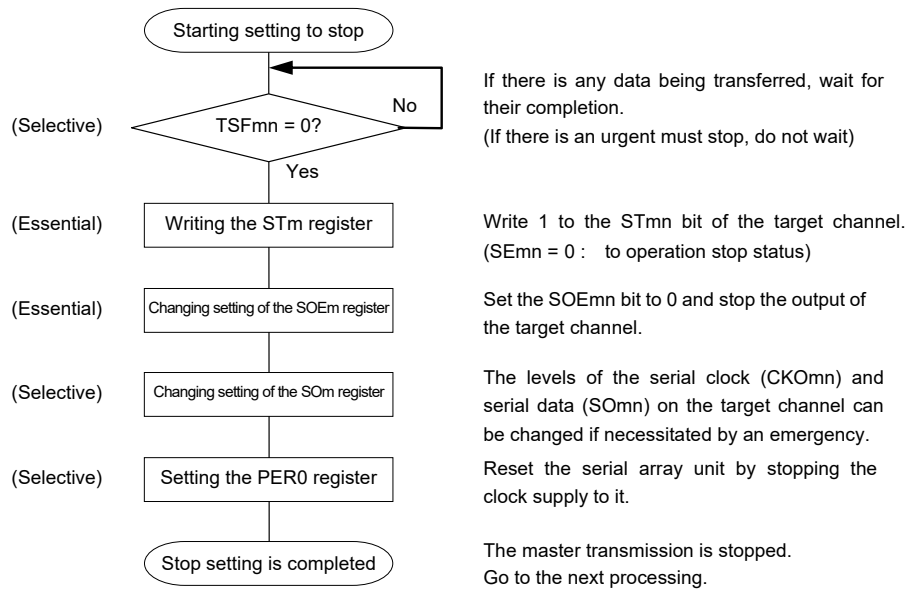 Starting setting to stop
No
If there is any data being transferred, wait for
their completion.
(If there is an urgent must stop, do not wait)
(Selective)
TSFmn = 0?
Yes
(Essential)
Writing the STm register
Write 1 to the STmn bit of the target channel.
(SEmn = 0 : to operation stop status)
(Essential)
Changing setting of the SOEm register
Set the SOEmn bit to 0 and stop the output of
the target channel.
(Selective)
Changing setting of the SOm register
The levels of the serial clock (CKOmn) and
serial data (SOmn) on the target channel can
be changed if necessitated by an emergency.
(Selective)
Setting the PER0 register
Reset the serial array unit by stopping the
clock supply to it.
Stop setting is completed
The master transmission is stopped.
Go to the next processing.